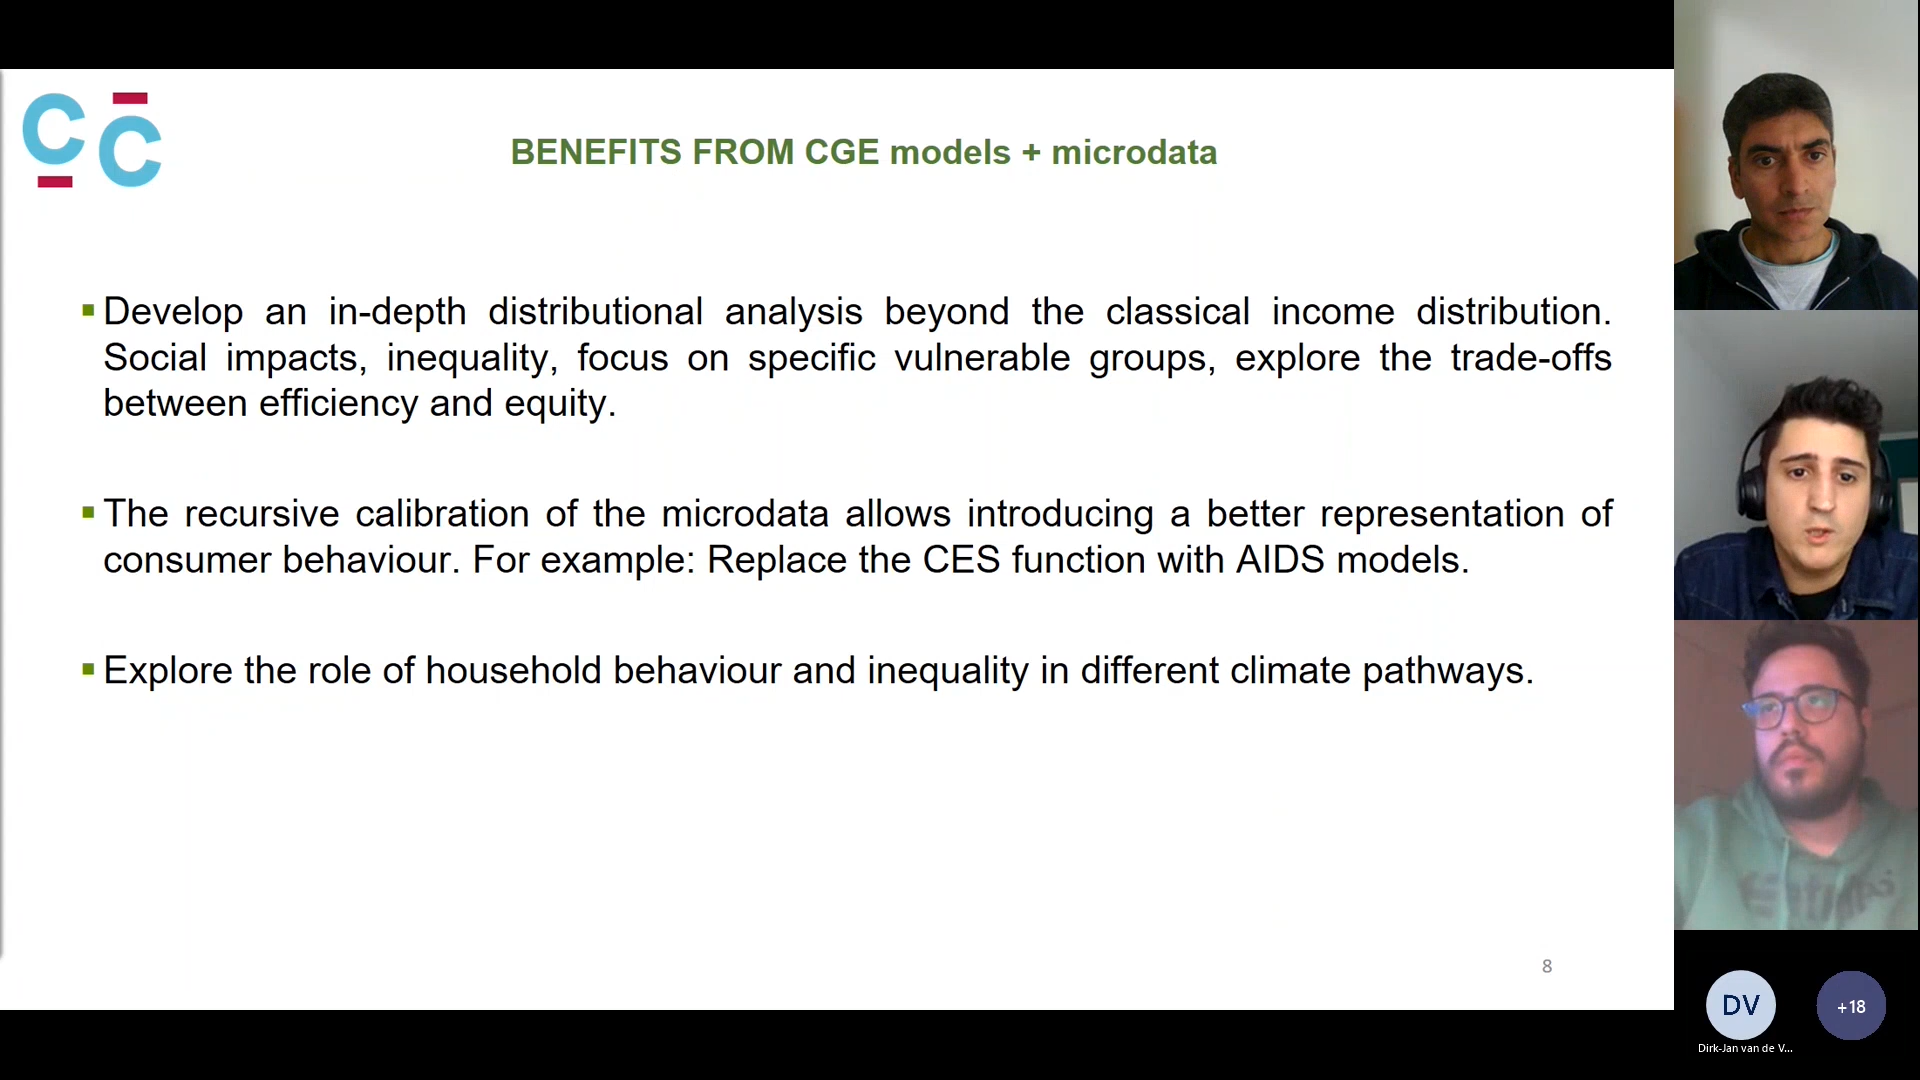 BENEFITS FROM CGE models + microdata
▪ Develop an in-depth distributional analysis beyond the classical income distribution.
Social impacts, inequality, focus on specific vulnerable groups, explore the trade-offs
between efficiency and equity.
▪ The recursive calibration of the microdata allows introducing a better representation of
consumer behaviour. For example: Replace the CES function with AIDS models.
▪ Explore the role of household behaviour and inequality in different climate pathways.
8
DV
+18
Dirk-Jan van de V...